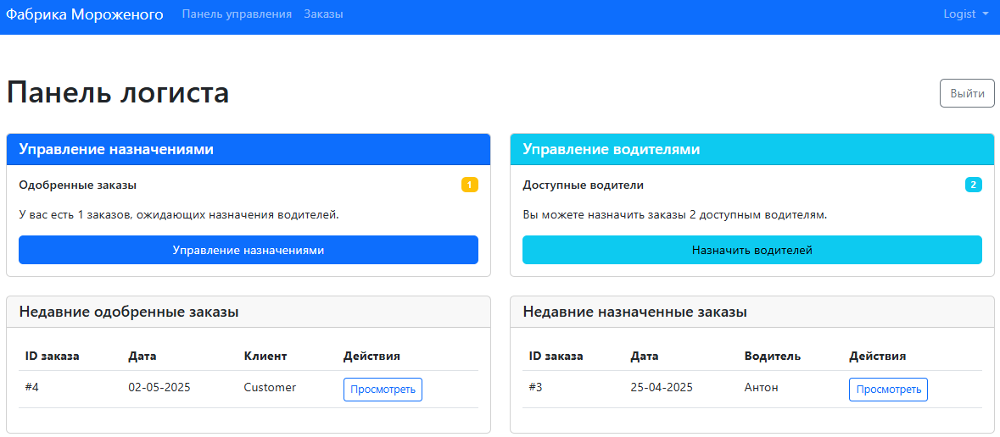 Фабрика Мороженого Панель управления Заказы Logist
Панель логиста
Выйти
Управление назначениями
Одобренные заказы 1
У вас есть 1 заказов, ожидающих назначения водителей.
Управление назначениями
Управление водителями
Доступные водители 2
Вы можете назначить заказы 2 доступным водителям.
Назначить водителей
Недавние одобренные заказы
ID заказа Дата Клиент Действия
#4 02-05-2025 Customer Просмотреть
Недавние назначенные заказы
ID заказа Дата Водитель Действия
#3 25-04-2025 Антон Просмотреть